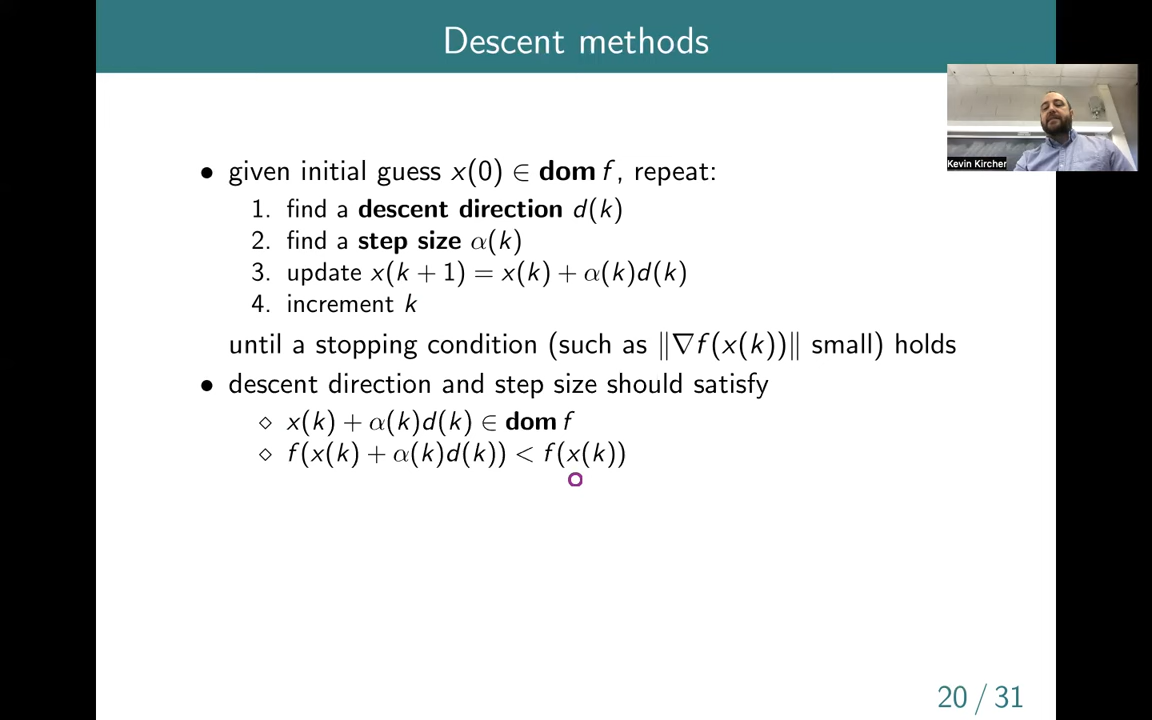 Descent methods
Kevin Kircher
• given initial guess x(0) ∈ dom f, repeat:
1. find a descent direction d(k)
2. find a step size α(k)
3. update x(k + 1) = x(k) + α(k)d(k)
4. increment k
until a stopping condition (such as ‖∇f(x(k))‖ small) holds
• descent direction and step size should satisfy
⋄ x(k) + α(k)d(k) ∈ dom f
⋄ f(x(k) + α(k)d(k)) < f(x(k))
20 / 31